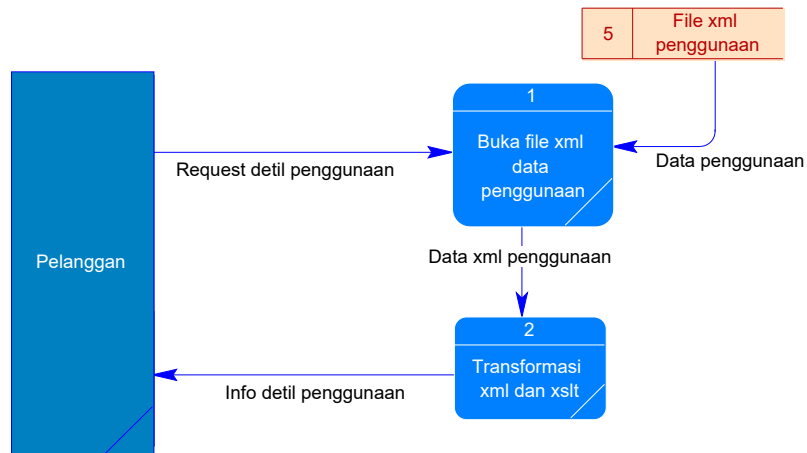 5
File xml
penggunaan
1
Buka file xml
data
penggunaan
Request detil penggunaan
Data penggunaan
Pelanggan
Data xml penggunaan
2
Transformasi
xml dan xslt
Info detil penggunaan